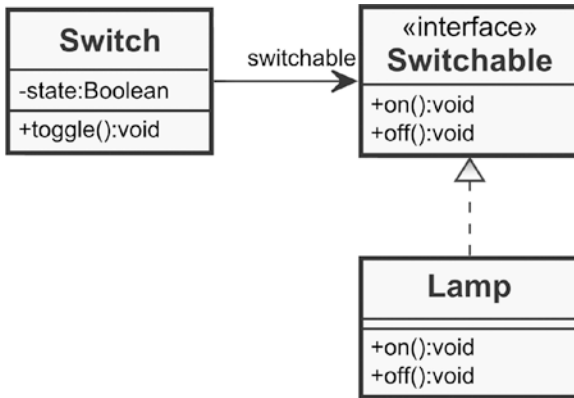 Switch
-state:Boolean
+toggle():void
switchable
«interface»
Switchable
+on():void
+off():void
Lamp
+on():void
+off():void